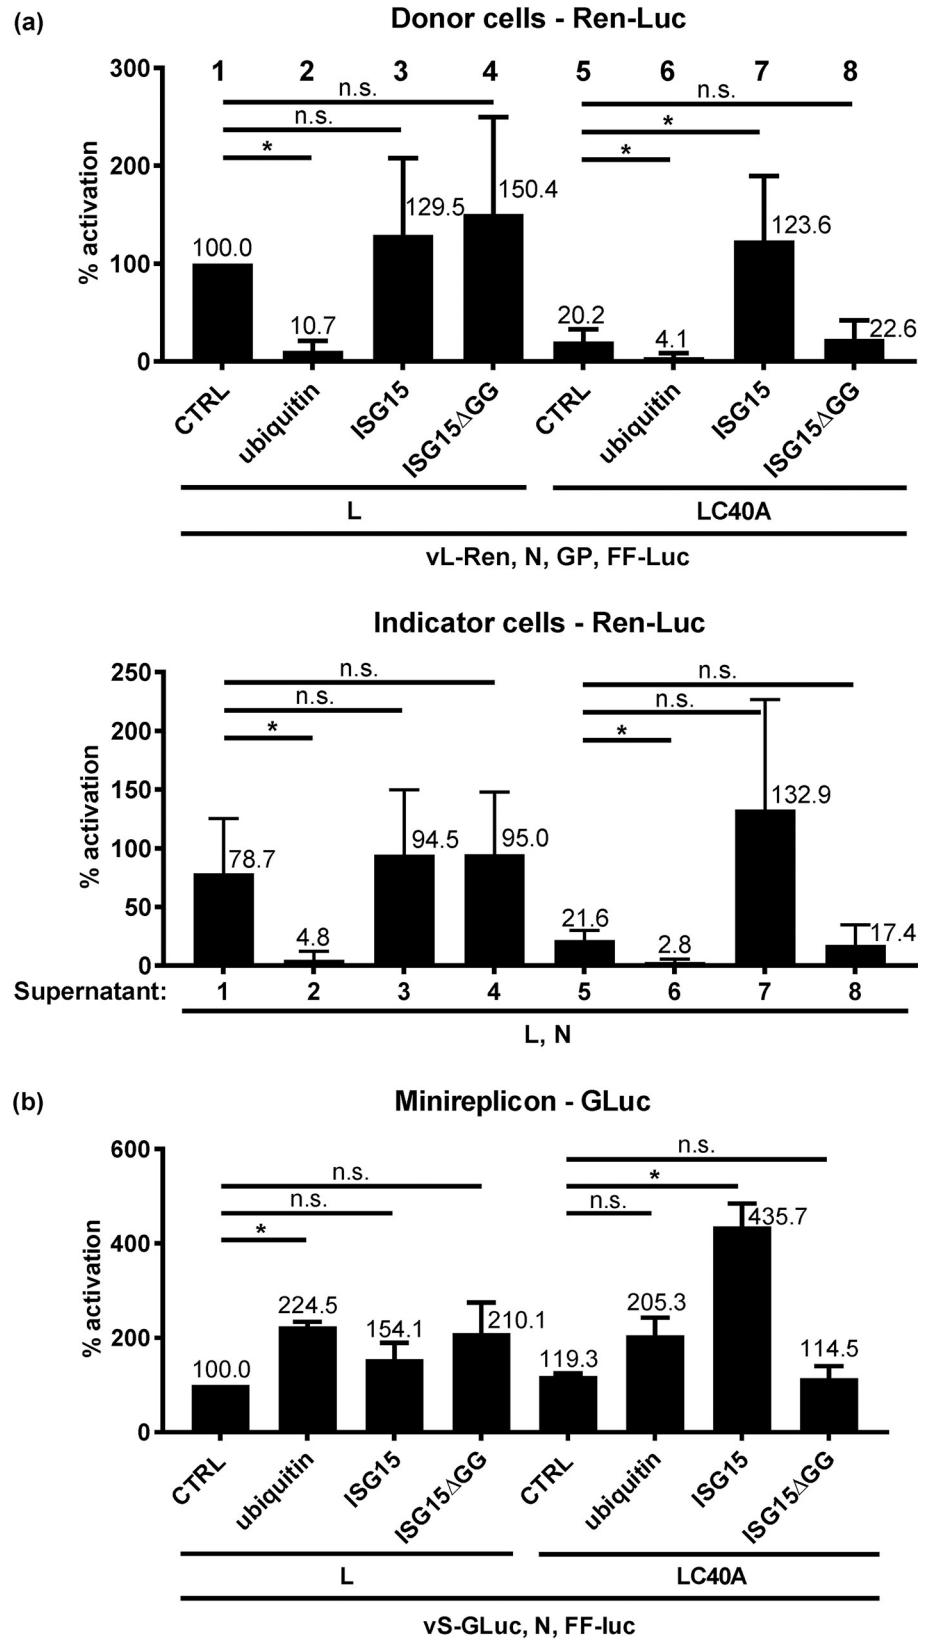 (a)
Donor cells - Ren-Luc
% activation
300
200
100
0
1 2 3 4 5 6 7 8
n.s.
n.s.
*
n.s.
*
*
100.0
10.7
129.5
150.4
20.2
4.1
123.6
22.6
CTRL
ubiquitin
ISG15
ISG15ΔGG
CTRL
ubiquitin
ISG15
ISG15ΔGG
L LC40A
vL-Ren, N, GP, FF-Luc
Indicator cells - Ren-Luc
% activation
250
200
150
100
50
0
n.s.
n.s.
*
n.s.
n.s.
*
78.7
4.8
94.5
95.0
21.6
2.8
132.9
17.4
Supernatant: 1 2 3 4 5 6 7 8
L, N
(b)
Minireplicon - GLuc
% activation
600
400
200
0
n.s.
n.s.
*
n.s.
*
n.s.
100.0
224.5
154.1
210.1
119.3
205.3
435.7
114.5
CTRL
ubiquitin
ISG15
ISG15ΔGG
CTRL
ubiquitin
ISG15
ISG15ΔGG
L LC40A
vS-GLuc, N, FF-luc